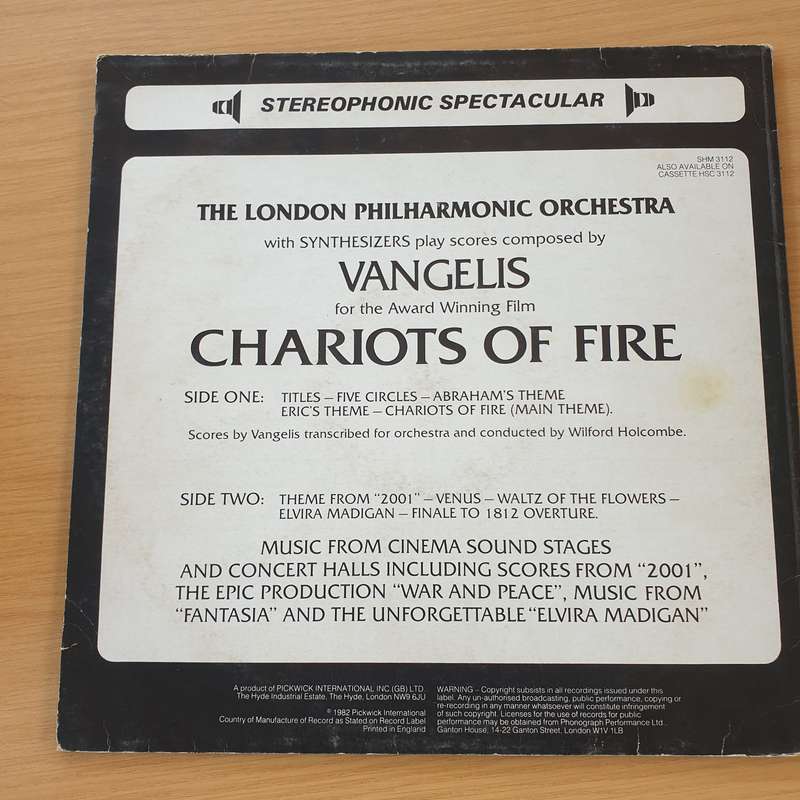 STEREOPHONIC SPECTACULAR
SHM 3112
ALSO AVAILABLE ON
CASSETTE HSC 3112
THE LONDON PHILHARMONIC ORCHESTRA
with SYNTHESIZERS play scores composed by
VANGELIS
for the Award Winning Film
CHARIOTS OF FIRE
SIDE ONE: TITLES – FIVE CIRCLES – ABRAHAM'S THEME
ERIC'S THEME – CHARIOTS OF FIRE (MAIN THEME).
Scores by Vangelis transcribed for orchestra and conducted by Wilford Holcombe.
SIDE TWO: THEME FROM "2001" – VENUS – WALTZ OF THE FLOWERS –
ELVIRA MADIGAN – FINALE TO 1812 OVERTURE.
MUSIC FROM CINEMA SOUND STAGES
AND CONCERT HALLS INCLUDING SCORES FROM "2001",
THE EPIC PRODUCTION "WAR AND PEACE", MUSIC FROM
"FANTASIA" AND THE UNFORGETTABLE "ELVIRA MADIGAN"
A product of PICKWICK INTERNATIONAL INC.(GB) LTD.
The Hyde Industrial Estate, The Hyde, London NW9 6JU
℗ 1982 Pickwick International
Country of Manufacture of Record as Stated on Record Label
Printed in England
WARNING – Copyright subsists in all recordings issued under this
label. Any un-authorised broadcasting, public performance, copying or
re-recording in any manner whatsoever will constitute infringement
of such copyright. Licenses for the use of records for public
performance may be obtained from Phonograph Performance Ltd.,
Ganton House, 14-22 Ganton Street, London W1V 1LB